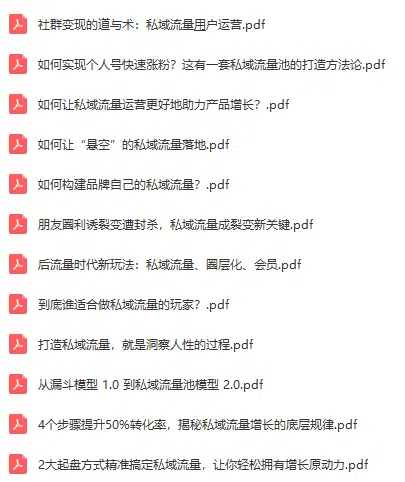 社群变现的道与术：私域流量用户运营.pdf
如何实现个人号快速涨粉？这有一套私域流量池的打造方法论.pdf
如何让私域流量运营更好地助力产品增长？.pdf
如何让“悬空”的私域流量落地.pdf
如何构建品牌自己的私域流量？.pdf
朋友圈利诱裂变遭封杀，私域流量成裂变新关键.pdf
后流量时代新玩法：私域流量、圈层化、会员.pdf
到底谁适合做私域流量的玩家？.pdf
打造私域流量，就是洞察人性的过程.pdf
从漏斗模型 1.0 到私域流量池模型 2.0.pdf
4个步骤提升50%转化率，揭秘私域流量增长的底层规律.pdf
2大起盘方式精准搞定私域流量，让你轻松拥有增长原动力.pdf